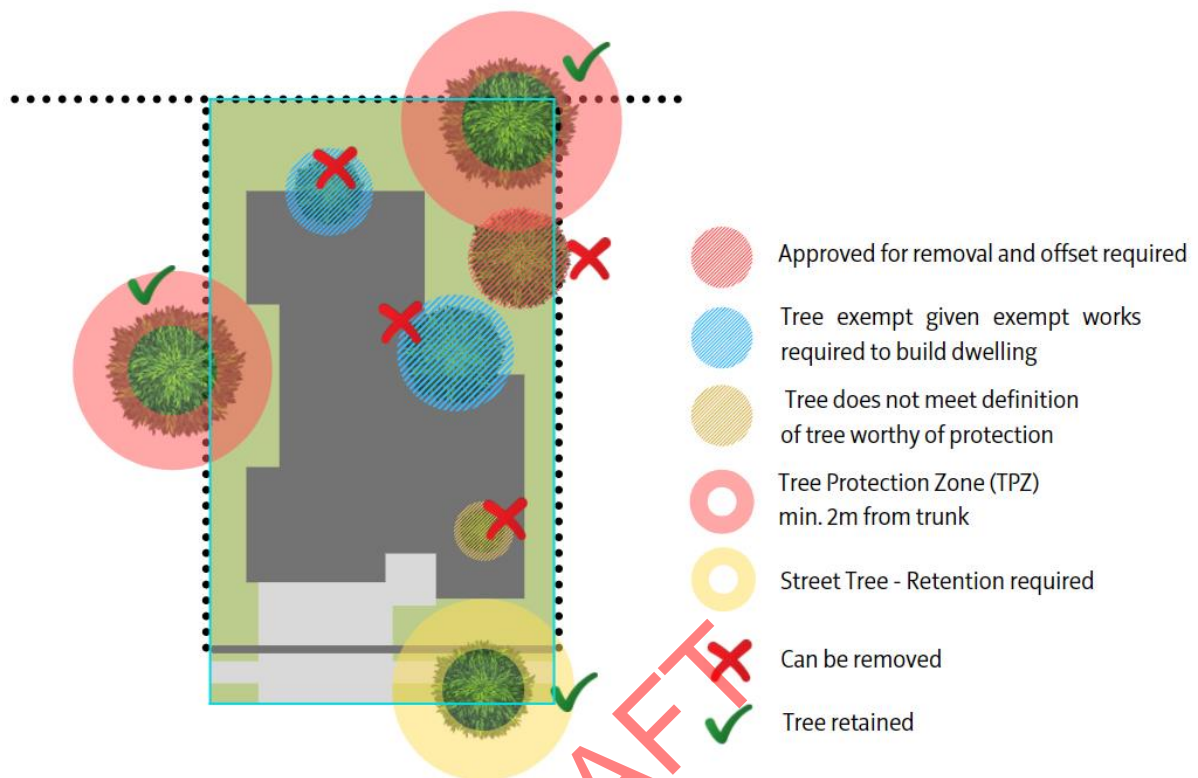 Approved for removal and offset required
Tree exempt given exempt works
required to build dwelling
Tree does not meet definition
of tree worthy of protection
Tree Protection Zone (TPZ)
min. 2m from trunk
Street Tree - Retention required
Can be removed
Tree retained
AFT